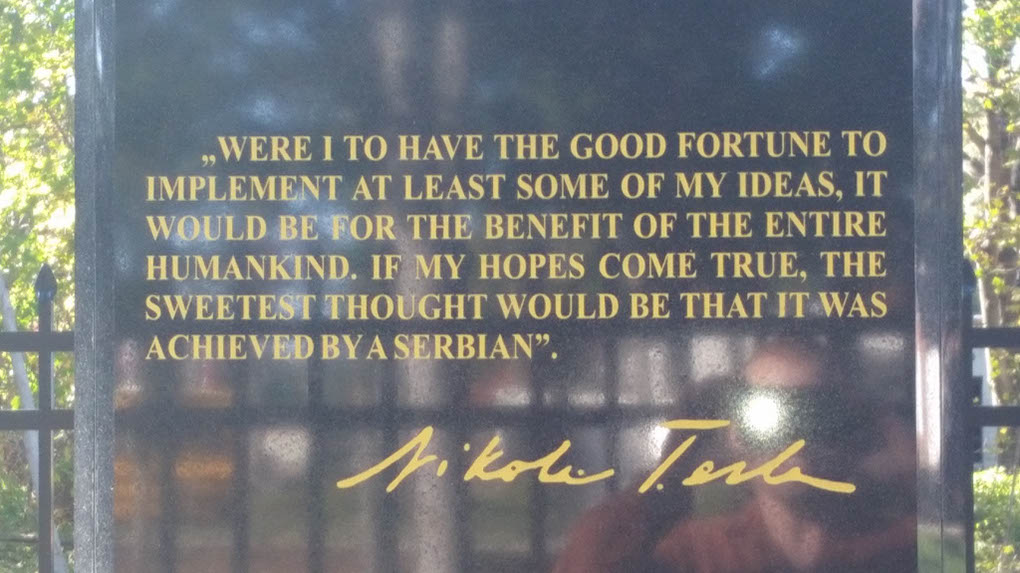 „WERE I TO HAVE THE GOOD FORTUNE TO
IMPLEMENT AT LEAST SOME OF MY IDEAS, IT
WOULD BE FOR THE BENEFIT OF THE ENTIRE
HUMANKIND. IF MY HOPES COME TRUE, THE
SWEETEST THOUGHT WOULD BE THAT IT WAS
ACHIEVED BY A SERBIAN”.
Nikola Tesla